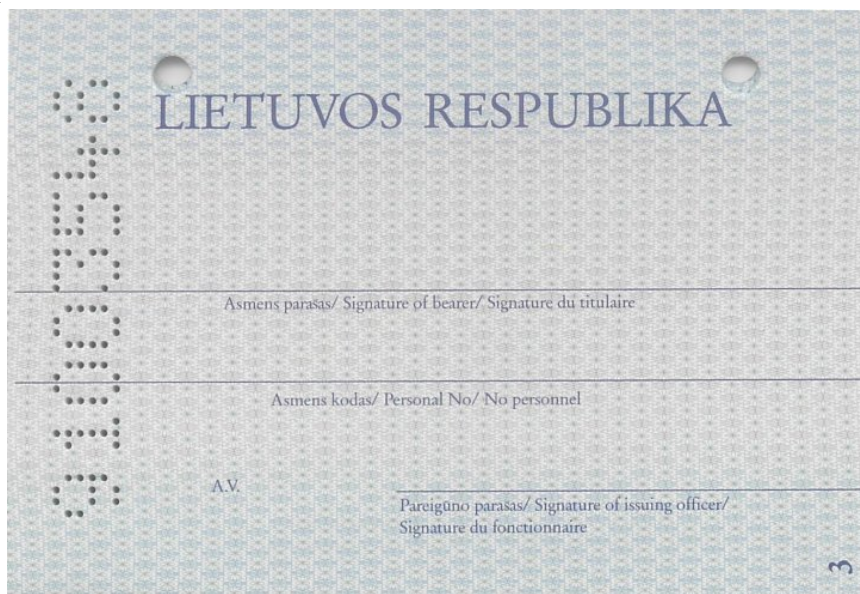 LIETUVOS RESPUBLIKA
91003548
Asmens parašas/ Signature of bearer/ Signature du titulaire
Asmens kodas/ Personal No/ No personnel
A.V.
Pareigūno parašas/ Signature of issuing officer/
Signature du fonctionnaire
3